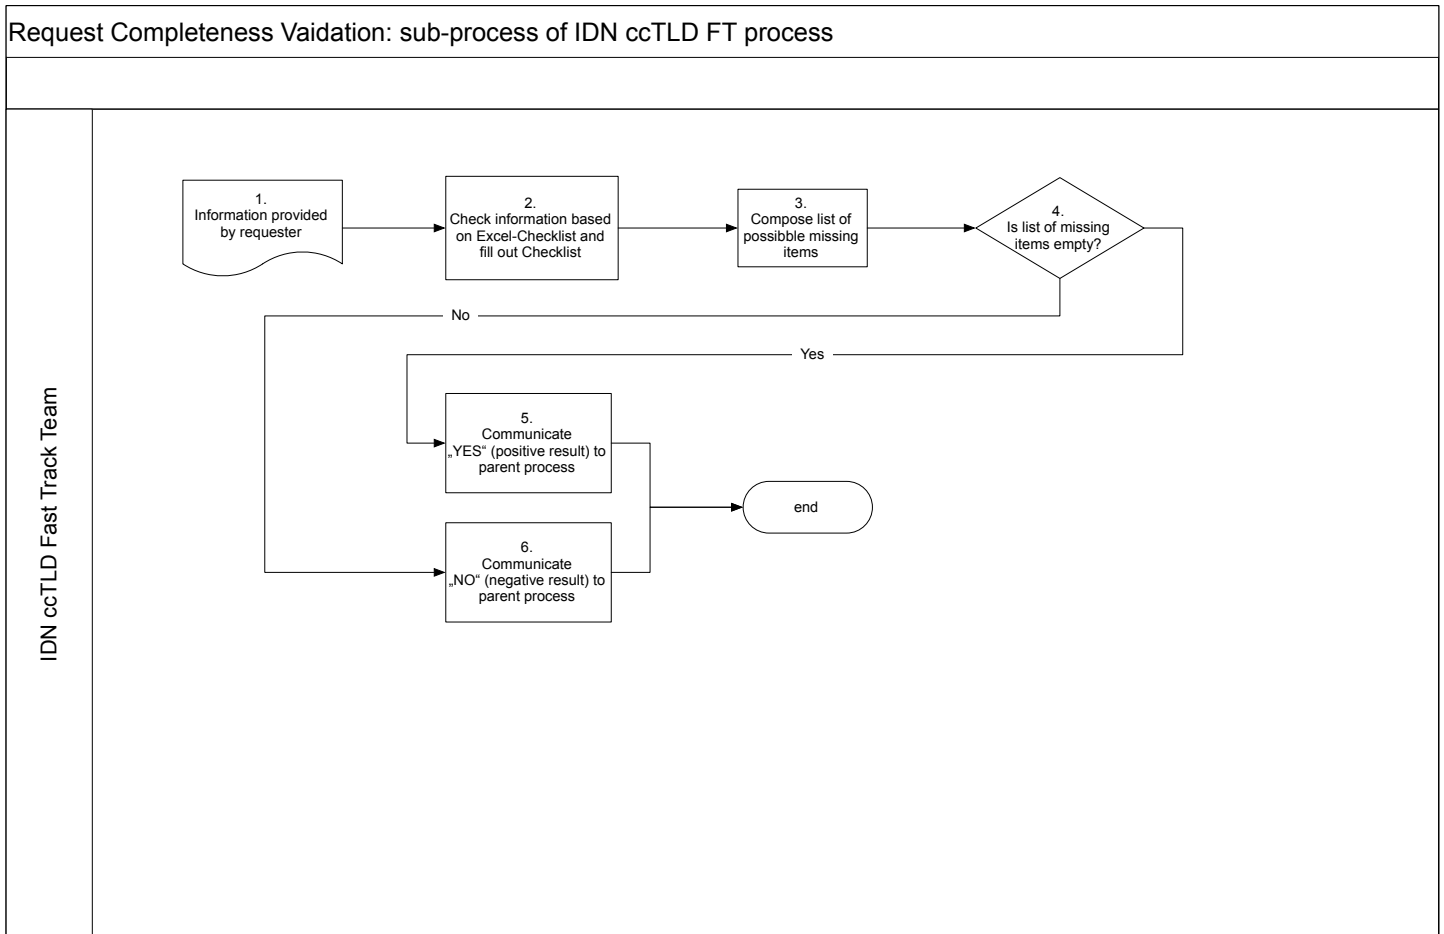 Request Completeness Vaidation: sub-process of IDN ccTLD FT process
IDN ccTLD Fast Track Team
1.
Information provided
by requester
2.
Check information based
on Excel-Checklist and
fill out Checklist
3.
Compose list of
possibble missing
items
4.
Is list of missing
items empty?
No
Yes
5.
Communicate
„YES“ (positive result) to
parent process
end
6.
Communicate
„NO“ (negative result) to
parent process